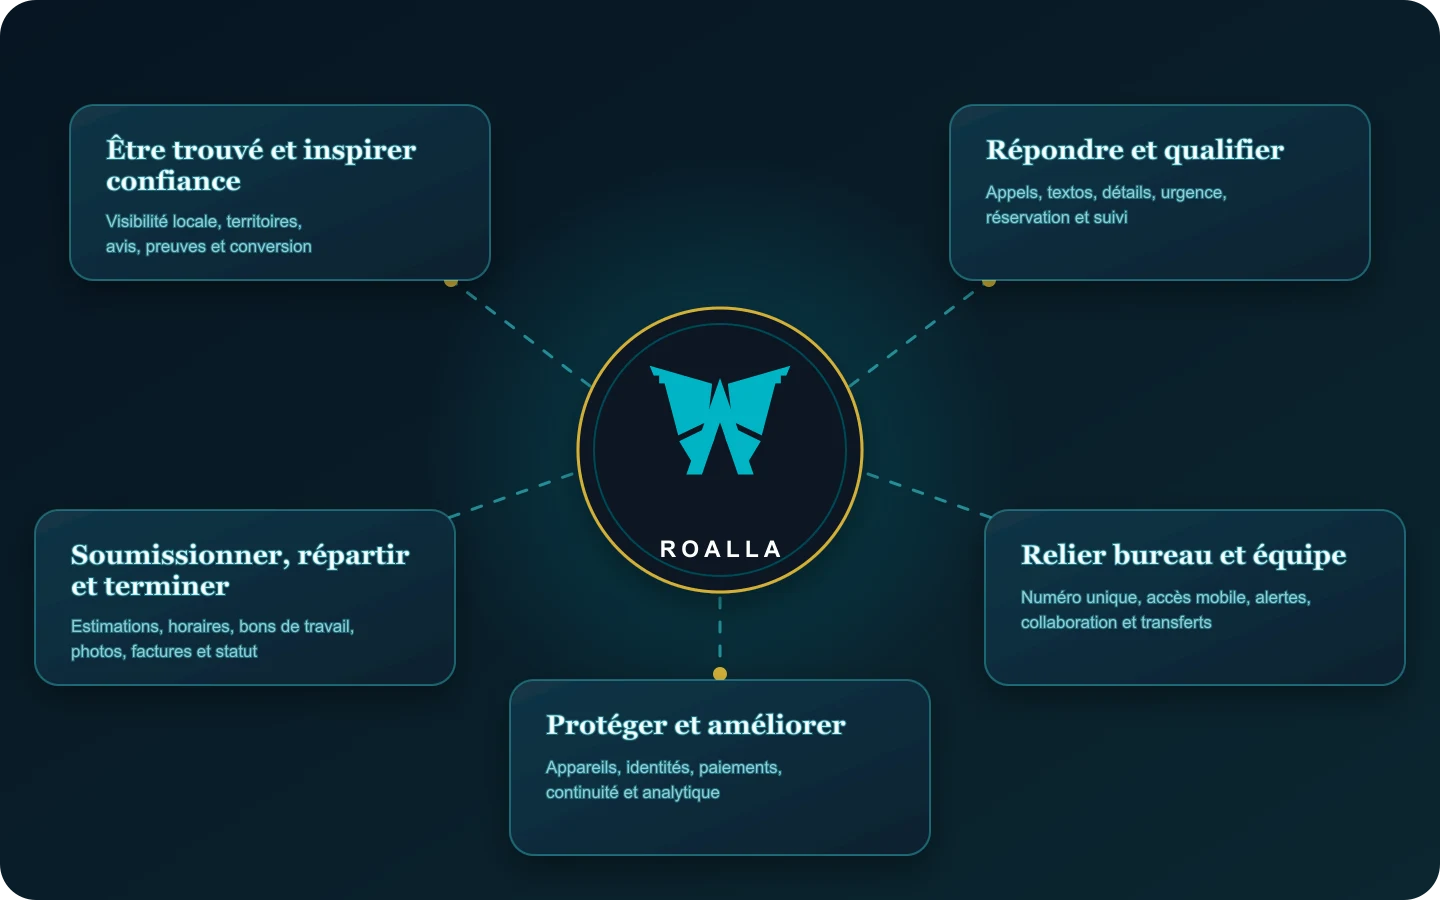 Être trouvé et inspirer
confiance
Visibilité locale, territoires,
avis, preuves et conversion
Répondre et qualifier
Appels, textos, détails, urgence,
réservation et suivi
ROALLA
Soumissionner, répartir
et terminer
Estimations, horaires, bons de travail,
photos, factures et statut
Relier bureau et équipe
Numéro unique, accès mobile, alertes,
collaboration et transferts
Protéger et améliorer
Appareils, identités, paiements,
continuité et analytique